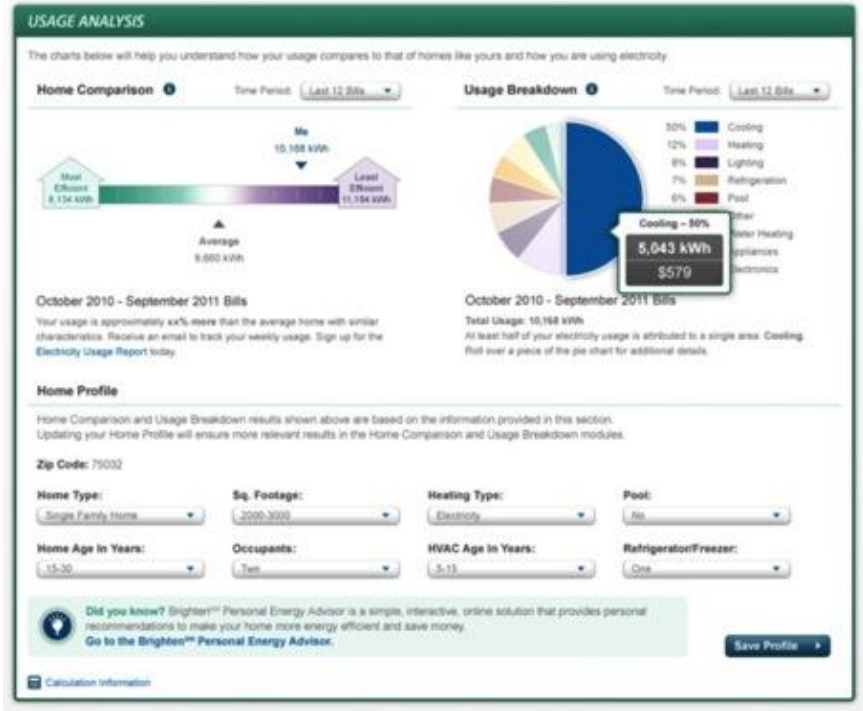 USAGE ANALYSIS
The charts below will help you understand how your usage compares to that of homes like yours and how you are using electricity.
Home Comparison
Time Period: Last 12 Bills
Me
10,168 kWh
Most
Efficient
8,134 kWh
Least
Efficient
11,184 kWh
Average
9,660 kWh
October 2010 - September 2011 Bills
Your usage is approximately xx% more than the average home with similar
characteristics. Receive an email to track your weekly usage. Sign up for the
Electricity Usage Report today.
Usage Breakdown
Time Period: Last 12 Bills
50% Cooling
12% Heating
8% Lighting
7% Refrigeration
6% Pool
Other
Water Heating
Appliances
Electronics
Cooling – 50%
5,043 kWh
$579
October 2010 - September 2011 Bills
Total Usage: 10,168 kWh
At least half of your electricity usage is attributed to a single area: Cooling.
Roll over a piece of the pie chart for additional details.
Home Profile
Home Comparison and Usage Breakdown results shown above are based on the information provided in this section.
Updating your Home Profile will ensure more relevant results in the Home Comparison and Usage Breakdown modules.
Zip Code: 75032
Home Type: Sq. Footage: Heating Type: Pool:
Single Family Home 2000-3000 Electricity No
Home Age In Years: Occupants: HVAC Age In Years: Refrigerator/Freezer:
15-30 Two 5-15 One
Did you know? Brighten℠ Personal Energy Advisor is a simple, interactive, online solution that provides personal
recommendations to make your home more energy efficient and save money.
Go to the Brighten℠ Personal Energy Advisor.
Save Profile
Calculation Information